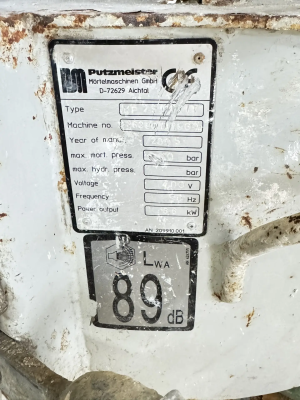 Putzmeister
Mörtelmaschinen GmbH
D-72629 Aichtal
Type
Machine no.
Year of manuf.
max. mort. press. bar
max. hydr. press. bar
Voltage V
Frequency Hz
Power output kW
LWA
89 dB